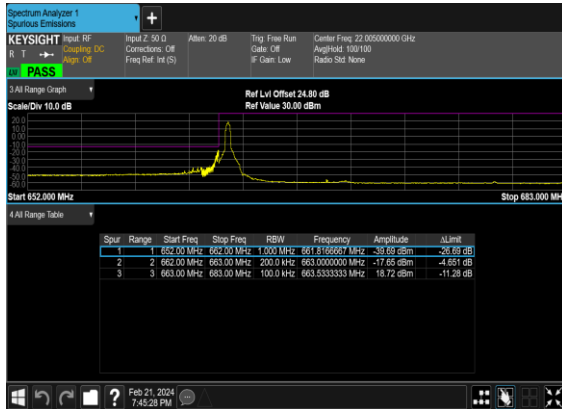 Spectrum Analyzer 1
Spurious Emissions
+
KEYSIGHT Input: RF Input Z: 50 Ω Atten: 20 dB Trig: Free Run Center Freq: 22.005000000 GHz
R T Coupling: DC Corrections: Off Gate: Off Avg|Hold: 100/100
Align: Off Freq Ref: Int (S) IF Gain: Low Radio Std: None
LU PASS
3 All Range Graph
Ref Lvl Offset 24.80 dB
Scale/Div 10.0 dB Ref Value 30.00 dBm
20.0
10.0
0.00
-10.0
-20.0
-30.0
-40.0
-50.0
-60.0
Start 652.000 MHz Stop 683.000 MH
4 All Range Table
Spur Range Start Freq Stop Freq RBW Frequency Amplitude ΔLimit
1 1 652.00 MHz 662.00 MHz 1.000 MHz 661.8166667 MHz -39.69 dBm -26.69 dB
2 2 662.00 MHz 663.00 MHz 200.0 kHz 663.0000000 MHz -17.65 dBm -4.651 dB
3 3 663.00 MHz 683.00 MHz 100.0 kHz 663.5333333 MHz 18.72 dBm -11.28 dB
? Feb 21, 2024
7:45:28 PM